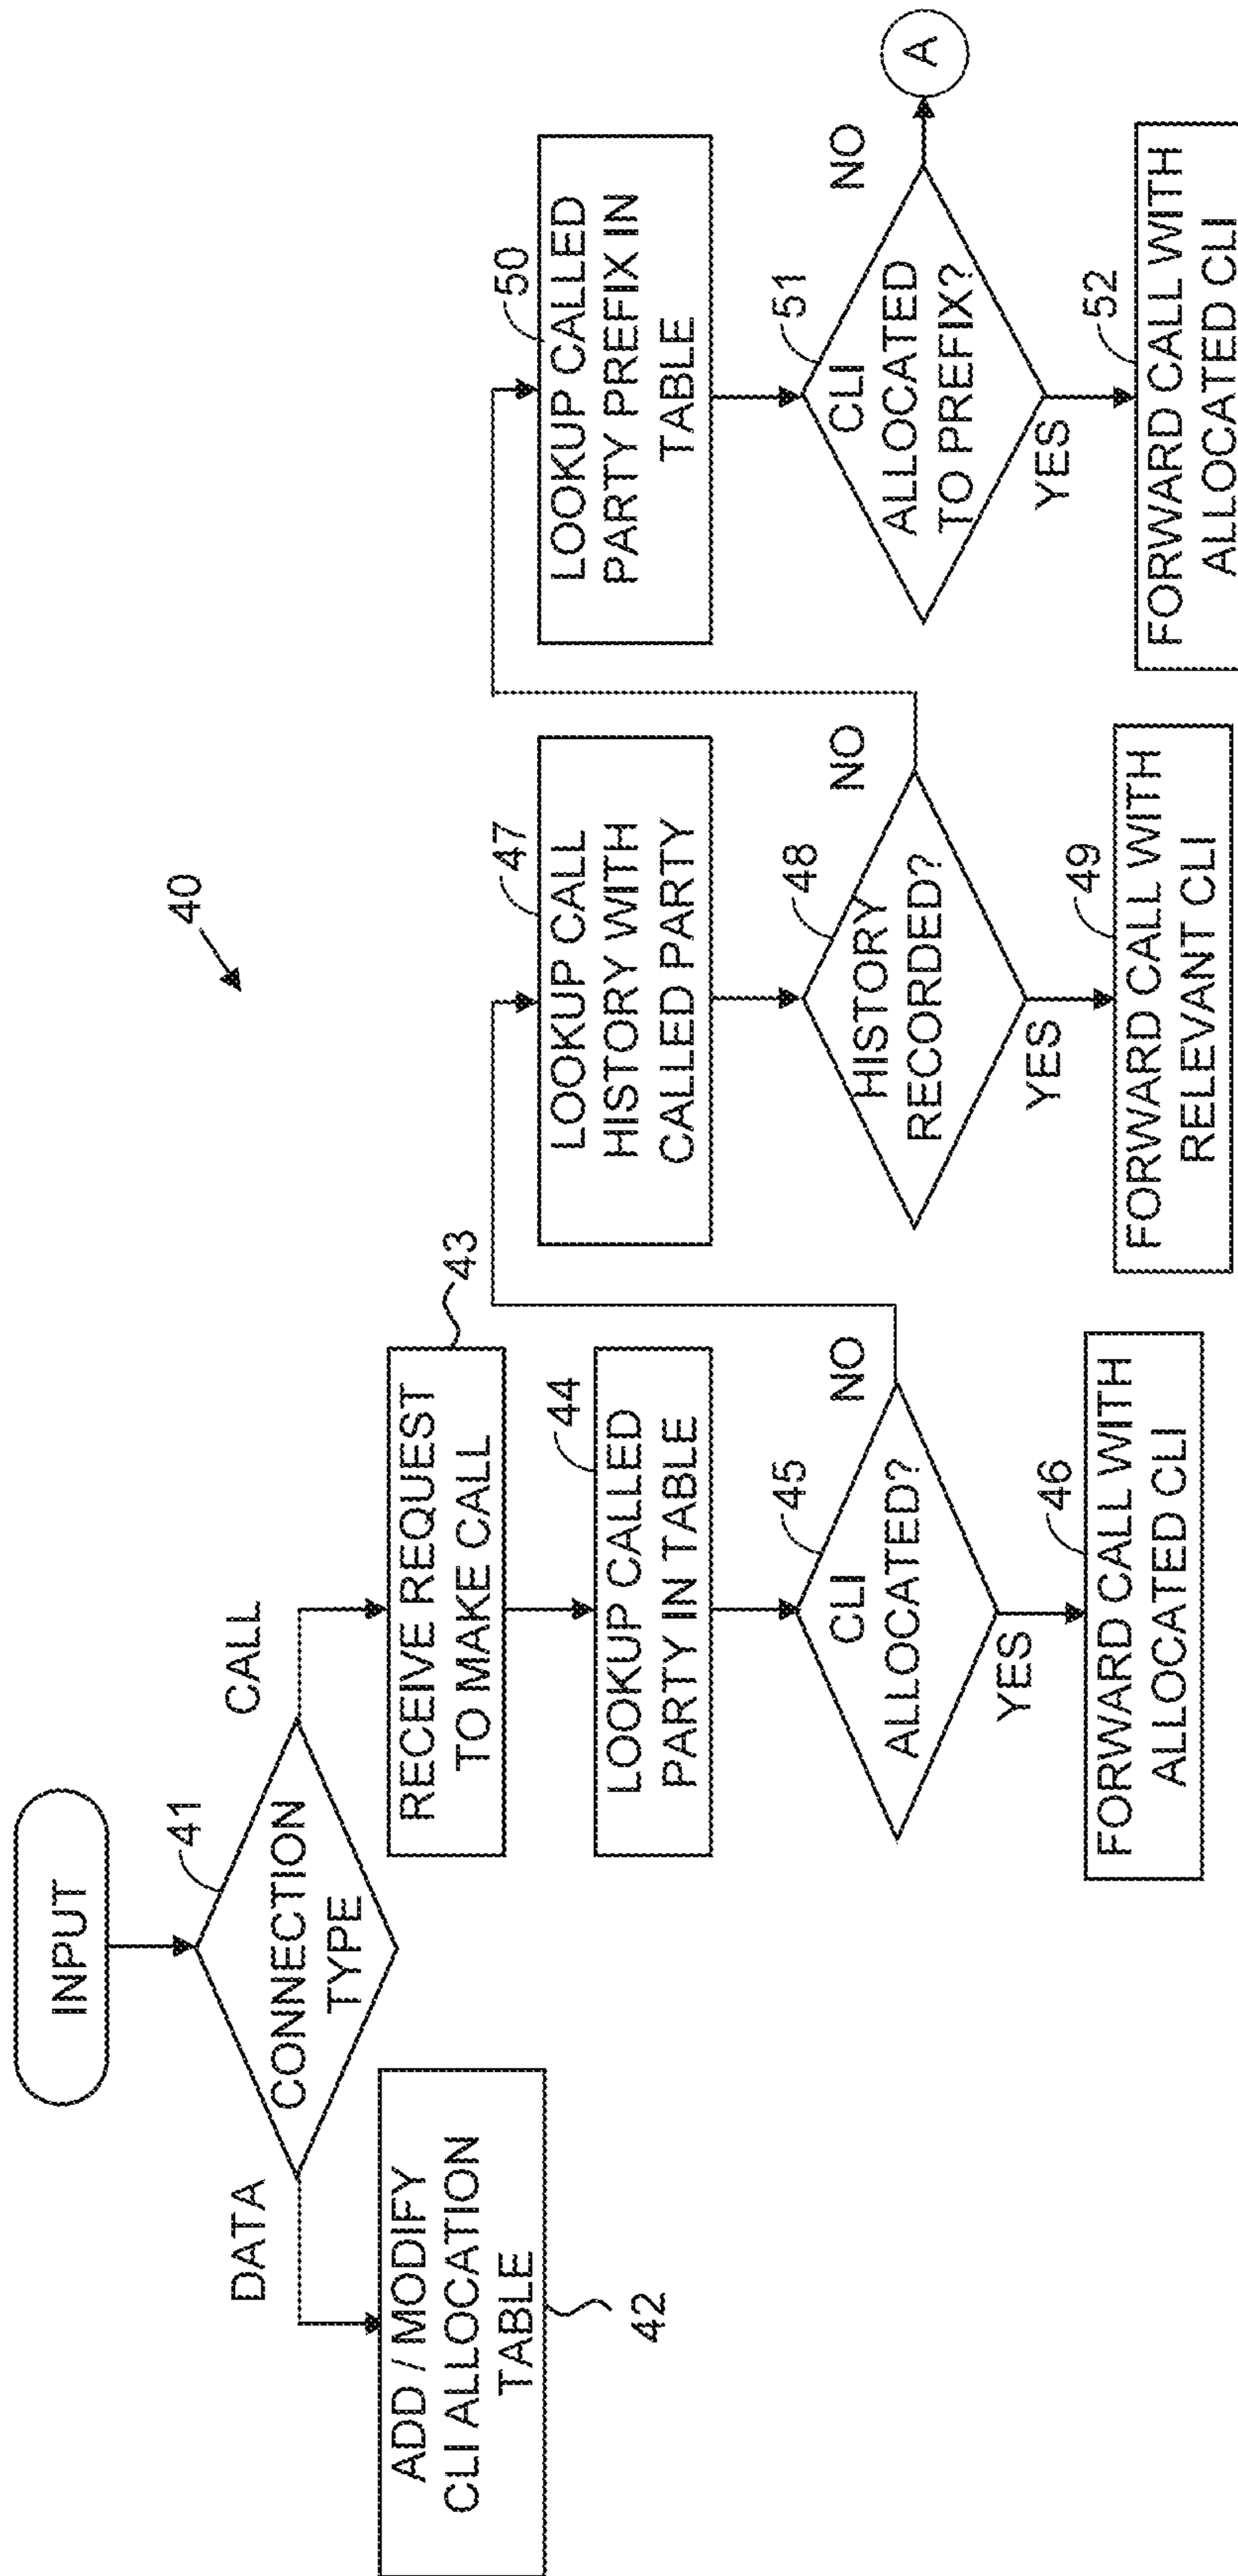 40
INPUT
41
CONNECTION
TYPE
DATA
CALL
ADD / MODIFY
CLI ALLOCATION
TABLE
42
RECEIVE REQUEST
TO MAKE CALL
43
LOOKUP CALLED
PARTY IN TABLE
44
CLI
ALLOCATED?
45
NO
YES
FORWARD CALL WITH
ALLOCATED CLI
46
LOOKUP CALL
HISTORY WITH
CALLED PARTY
47
HISTORY
RECORDED?
48
NO
YES
FORWARD CALL WITH
RELEVANT CLI
49
LOOKUP CALLED
PARTY PREFIX IN
TABLE
50
CLI
ALLOCATED
TO PREFIX?
51
NO
A
YES
FORWARD CALL WITH
ALLOCATED CLI
52